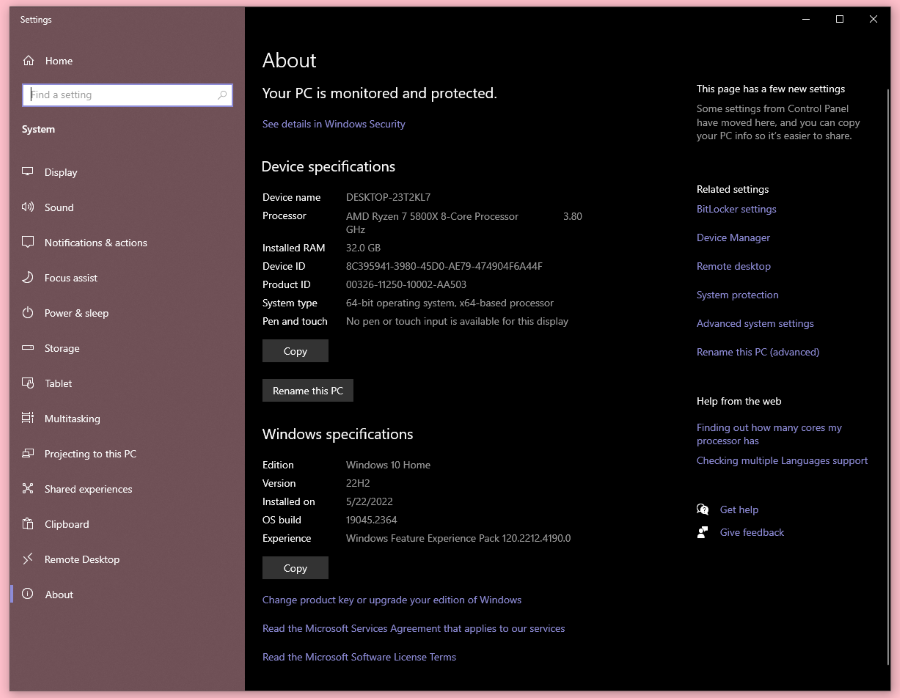 Settings
Home
Find a setting
System
Display
Sound
Notifications & actions
Focus assist
Power & sleep
Storage
Tablet
Multitasking
Projecting to this PC
Shared experiences
Clipboard
Remote Desktop
About
About
Your PC is monitored and protected.
See details in Windows Security
Device specifications
Device name DESKTOP-23T2KL7
Processor AMD Ryzen 7 5800X 8-Core Processor 3.80
GHz
Installed RAM 32.0 GB
Device ID 8C395941-3980-45D0-AE79-474904F6A44F
Product ID 00326-11250-10002-AA503
System type 64-bit operating system, x64-based processor
Pen and touch No pen or touch input is available for this display
Copy
Rename this PC
Windows specifications
Edition Windows 10 Home
Version 22H2
Installed on 5/22/2022
OS build 19045.2364
Experience Windows Feature Experience Pack 120.2212.4190.0
Copy
Change product key or upgrade your edition of Windows
Read the Microsoft Services Agreement that applies to our services
Read the Microsoft Software License Terms
This page has a few new settings
Some settings from Control Panel
have moved here, and you can copy
your PC info so it's easier to share.
Related settings
BitLocker settings
Device Manager
Remote desktop
System protection
Advanced system settings
Rename this PC (advanced)
Help from the web
Finding out how many cores my
processor has
Checking multiple Languages support
Get help
Give feedback